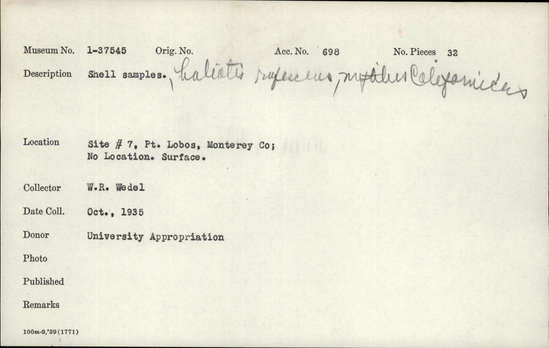 Museum No. 1-37545 Orig. No. Acc. No. 698 No. Pieces 32
Description Shell samples., haliotis rufescens, mytilus Californicus
Location Site # 7, Pt. Lobos, Monterey Co;
No Location. Surface.
Collector W.R. Wedel
Date Coll. Oct., 1935
Donor University Appropriation
Photo
Published
Remarks
100m-9,'39(1771)